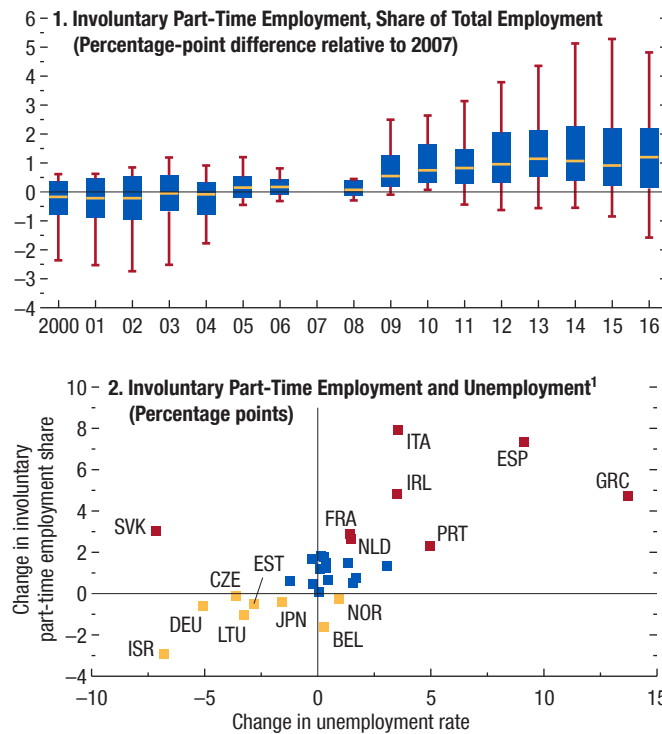 1. Involuntary Part-Time Employment, Share of Total Employment
(Percentage-point difference relative to 2007)
6
5
4
3
2
1
0
–1
–2
–3
–4
2000 01 02 03 04 05 06 07 08 09 10 11 12 13 14 15 16
2. Involuntary Part-Time Employment and Unemployment¹
(Percentage points)
Change in involuntary
part-time employment share
10
8
6
4
2
0
–2
–4
ITA
ESP
IRL
GRC
SVK
FRA
PRT
NLD
EST
CZE
DEU
LTU
JPN
NOR
BEL
ISR
–10 –5 0 5 10 15
Change in unemployment rate